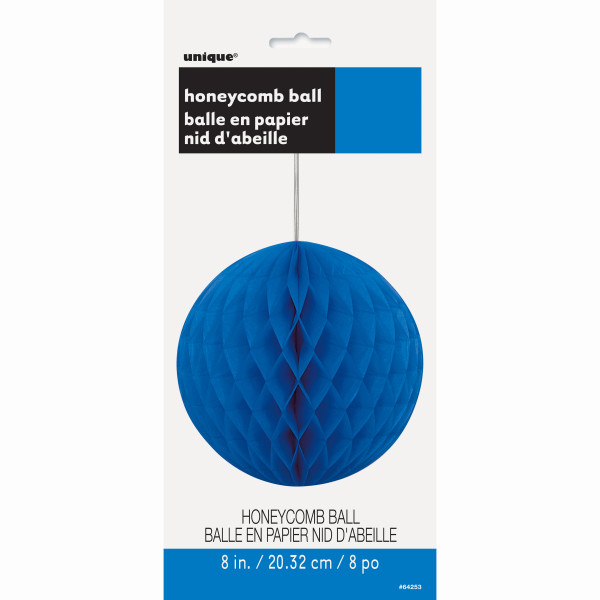 unique®
honeycomb ball
balle en papier
nid d'abeille
HONEYCOMB BALL
BALLE EN PAPIER NID D'ABEILLE
8 in. / 20.32 cm / 8 po
#64253